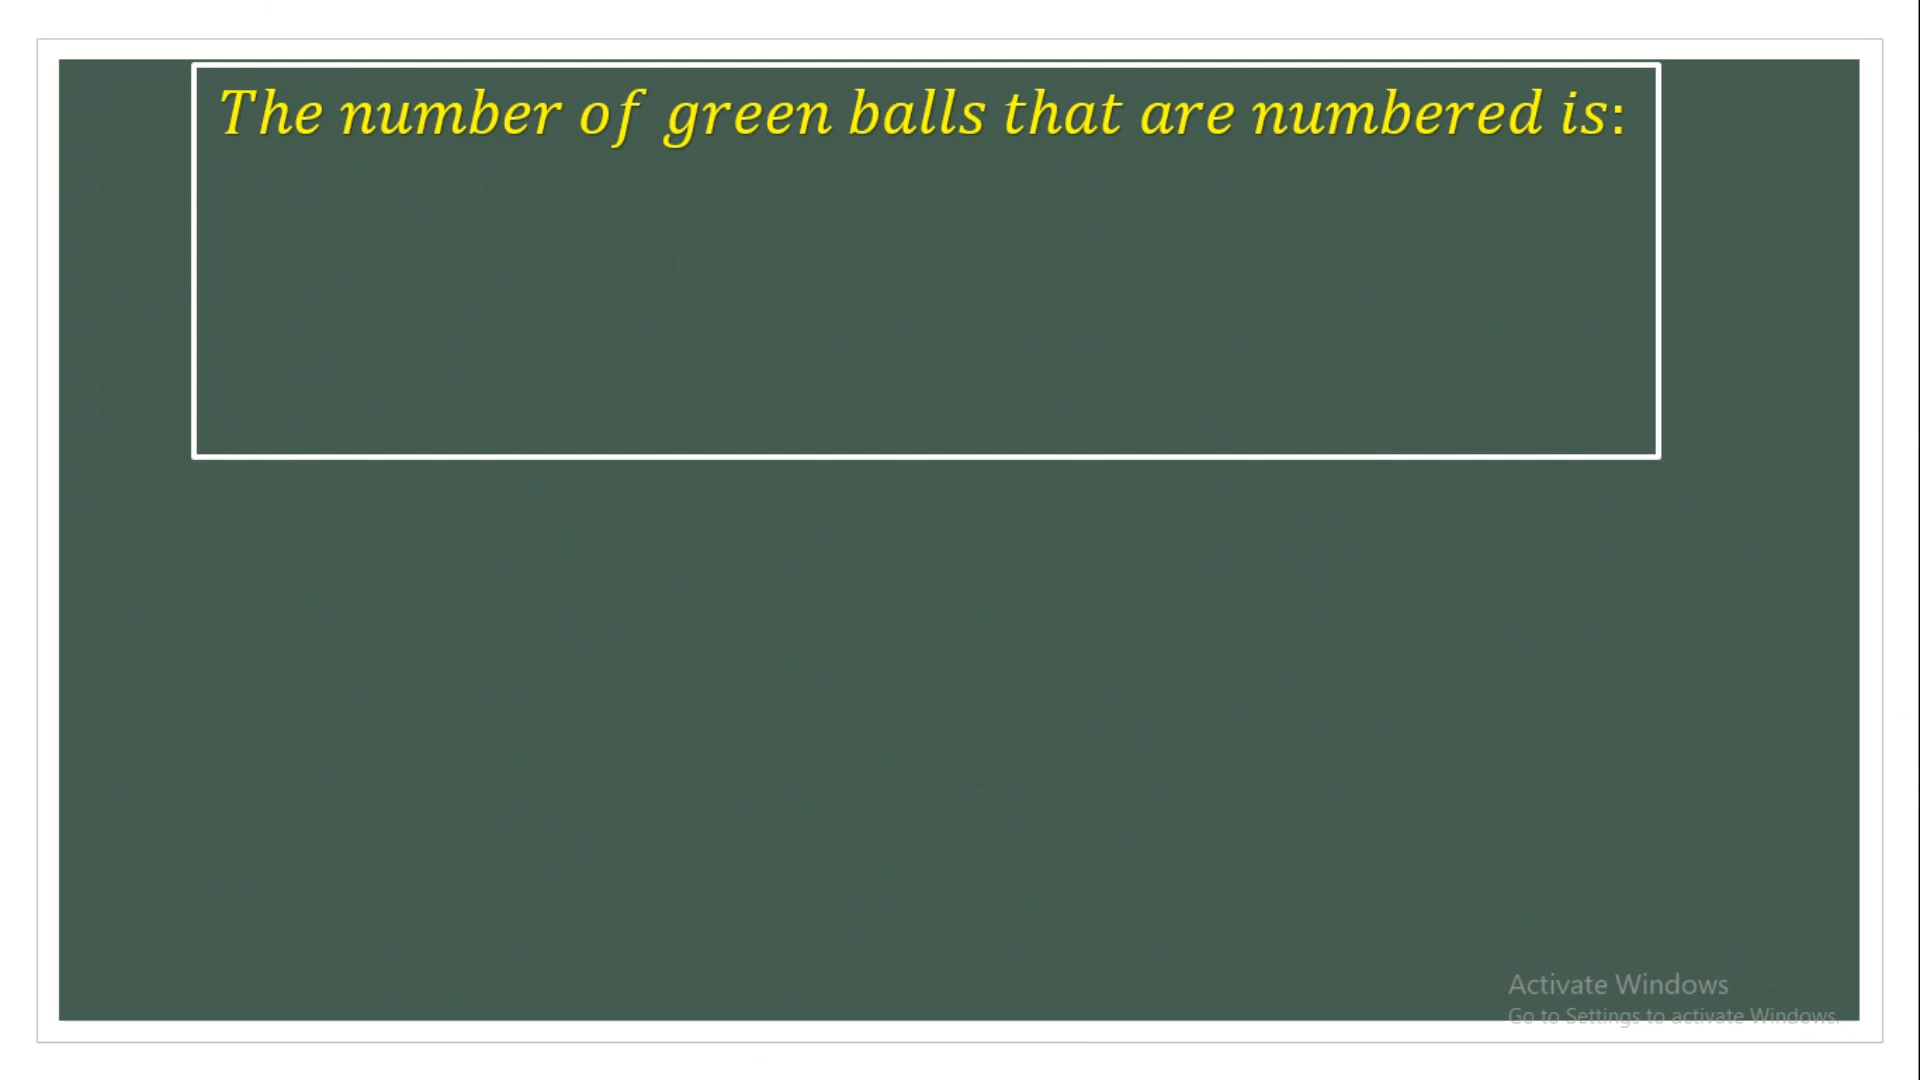 The number of green balls that are numbered is:
Activate Windows
Go to Settings to activate Windows.